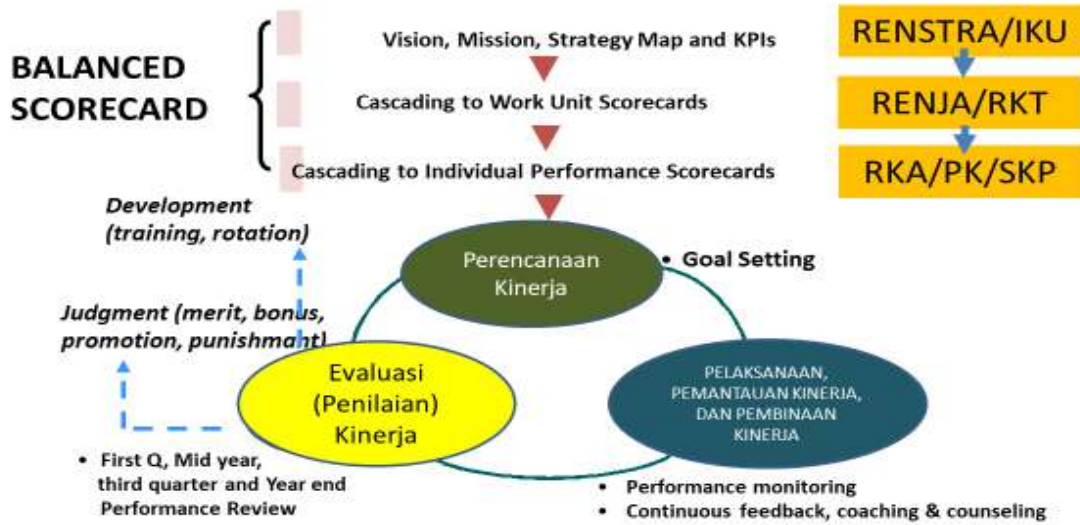 BALANCED
SCORECARD
Vision, Mission, Strategy Map and KPIs
Cascading to Work Unit Scorecards
Cascading to Individual Performance Scorecards
RENSTRA/IKU
RENJA/RKT
RKA/PK/SKP
Development
(training, rotation)
Judgment (merit, bonus,
promotion, punishmant)
Perencanaan
Kinerja
• Goal Setting
Evaluasi
(Penilaian)
Kinerja
PELAKSANAAN,
PEMANTAUAN KINERJA,
DAN PEMBINAAN
KINERJA
• First Q, Mid year,
third quarter and Year end
Performance Review
• Performance monitoring
• Continuous feedback, coaching & counseling